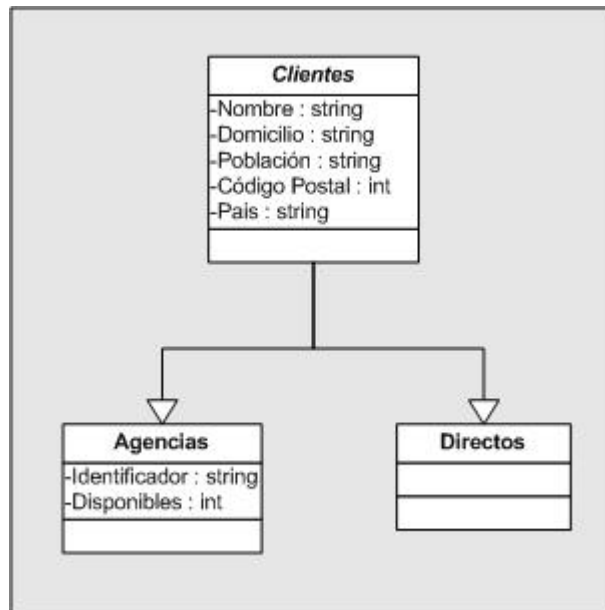 Clientes
-Nombre : string
-Domicilio : string
-Población : string
-Código Postal : int
-Pais : string
Agencias
-Identificador : string
-Disponibles : int
Directos